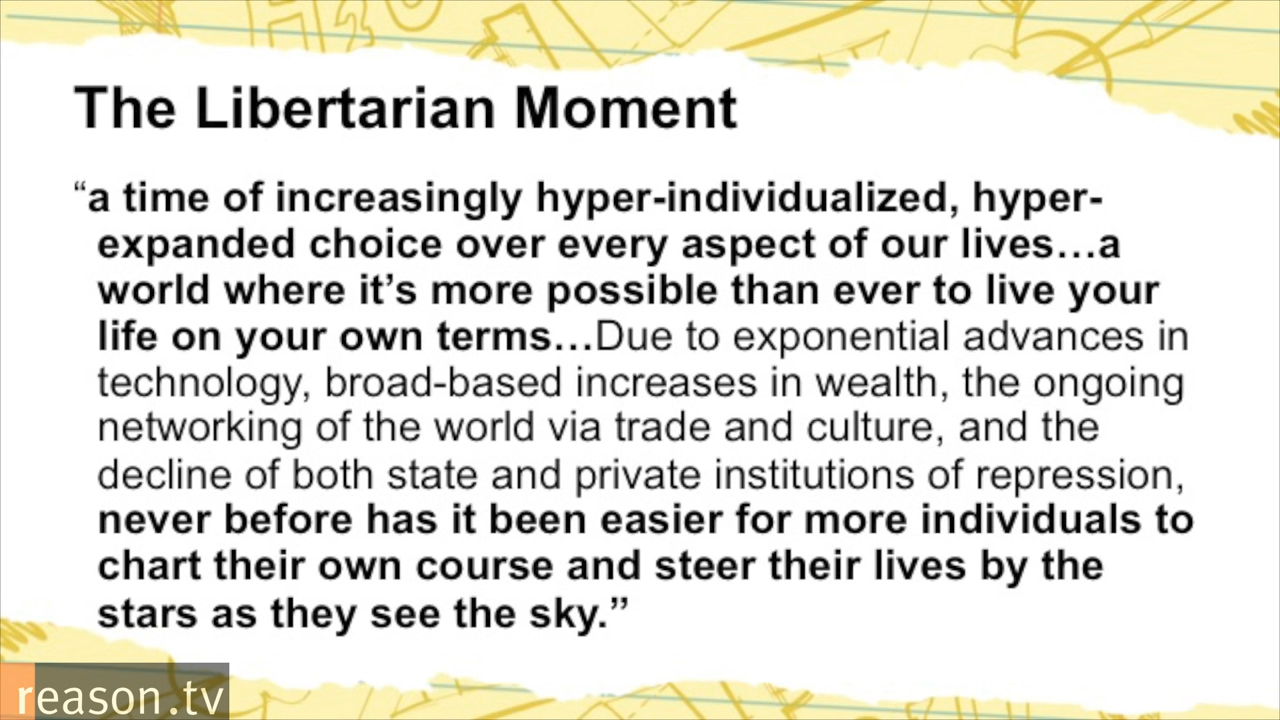 The Libertarian Moment
“a time of increasingly hyper-individualized, hyper-
expanded choice over every aspect of our lives…a
world where it’s more possible than ever to live your
life on your own terms…Due to exponential advances in
technology, broad-based increases in wealth, the ongoing
networking of the world via trade and culture, and the
decline of both state and private institutions of repression,
never before has it been easier for more individuals to
chart their own course and steer their lives by the
stars as they see the sky.”
reason.tv